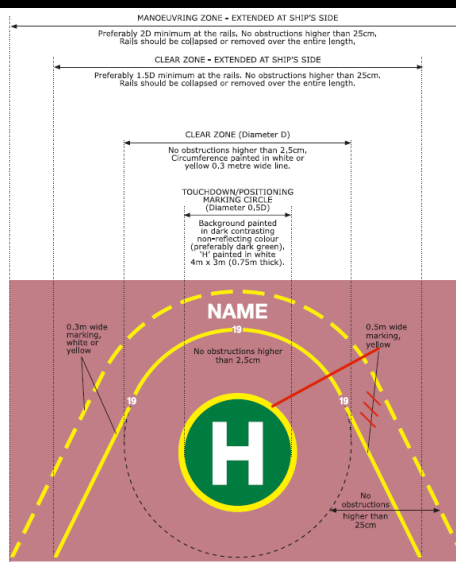 MANOEUVRING ZONE - EXTENDED AT SHIP'S SIDE
Preferably 2D minimum at the rails. No obstructions higher than 25cm.
Rails should be collapsed or removed over the entire length.
CLEAR ZONE - EXTENDED AT SHIP'S SIDE
Preferably 1.5D minimum at the rails. No obstructions higher than 25cm.
Rails should be collapsed or removed over the entire length.
CLEAR ZONE (Diameter D)
No obstructions higher than 2,5cm,
Circumference painted in white or
yellow 0.3 metre wide line.
TOUCHDOWN/POSITIONING
MARKING CIRCLE
(Diameter 0,5D)
Background painted
in dark contrasting
non-reflecting colour
(preferably dark green).
'H' painted in white
4m x 3m (0.75m thick).
NAME
0.3m wide
marking,
white or
yellow
19
0.5m wide
marking,
yellow
No obstructions higher
than 2,5cm
19
19
H
No
obstructions
higher than
25cm